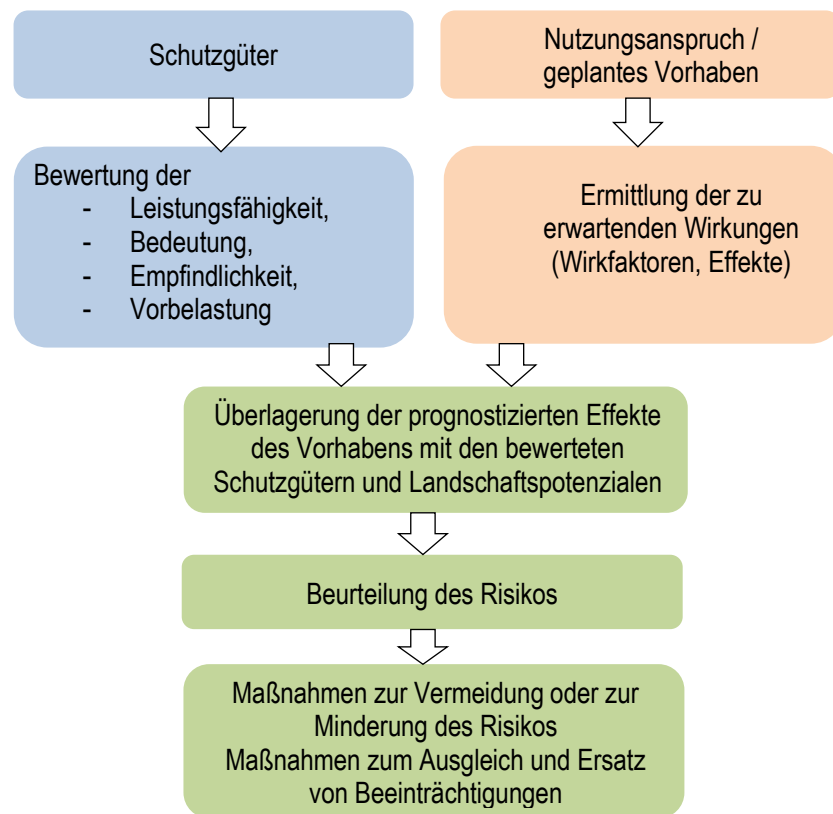 Schutzgüter
Nutzungsanspruch /
geplantes Vorhaben
Bewertung der
- Leistungsfähigkeit,
- Bedeutung,
- Empfindlichkeit,
- Vorbelastung
Ermittlung der zu
erwartenden Wirkungen
(Wirkfaktoren, Effekte)
Überlagerung der prognostizierten Effekte
des Vorhabens mit den bewerteten
Schutzgütern und Landschaftspotenzialen
Beurteilung des Risikos
Maßnahmen zur Vermeidung oder zur
Minderung des Risikos
Maßnahmen zum Ausgleich und Ersatz
von Beeinträchtigungen